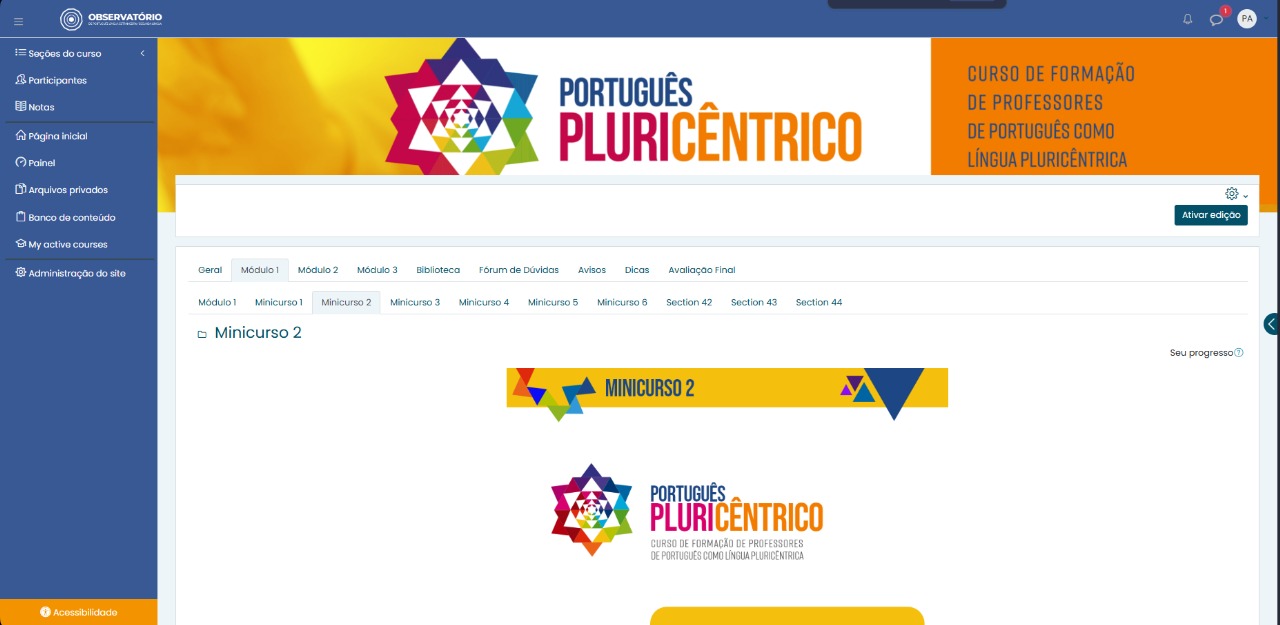 OBSERVATÓRIO
1
PA
Seções do curso
Participantes
Notas
Página inicial
Painel
Arquivos privados
Banco de conteúdo
My active courses
Administração do site
Acessibilidade
PORTUGUÊS
PLURICÊNTRICO
CURSO DE FORMAÇÃO
DE PROFESSORES
DE PORTUGUÊS COMO
LÍNGUA PLURICÊNTRICA
Ativar edição
Geral Módulo 1 Módulo 2 Módulo 3 Biblioteca Fórum de Dúvidas Avisos Dicas Avaliação Final
Módulo 1 Minicurso 1 Minicurso 2 Minicurso 3 Minicurso 4 Minicurso 5 Minicurso 6 Section 42 Section 43 Section 44
Minicurso 2
Seu progresso
MINICURSO 2
PORTUGUÊS
PLURICÊNTRICO
CURSO DE FORMAÇÃO DE PROFESSORES
DE PORTUGUÊS COMO LÍNGUA PLURICÊNTRICA